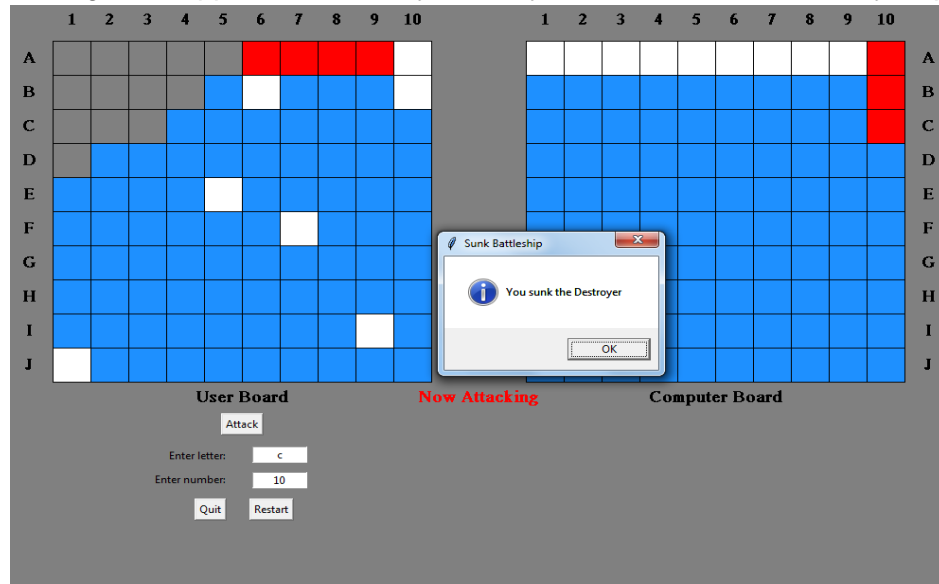 1 2 3 4 5 6 7 8 9 10 1 2 3 4 5 6 7 8 9 10
A A
B B
C C
D D
E E
F F
Sunk Battleship
G G
You sunk the Destroyer
H H
I I
OK
J J
User Board Now Attacking Computer Board
Attack
Enter letter: c
Enter number: 10
Quit Restart